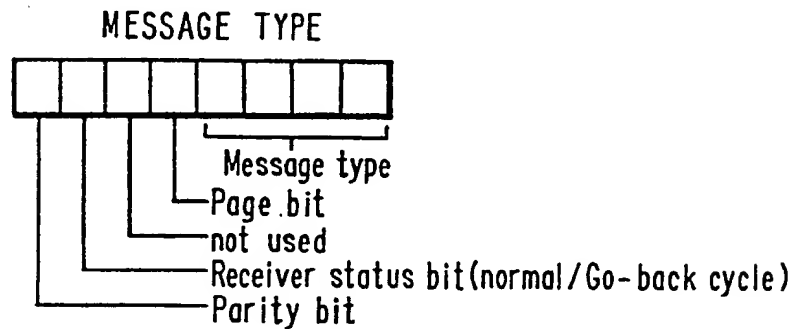 MESSAGE TYPE
Message type
Page bit
not used
Receiver status bit(normal/Go-back cycle)
Parity bit